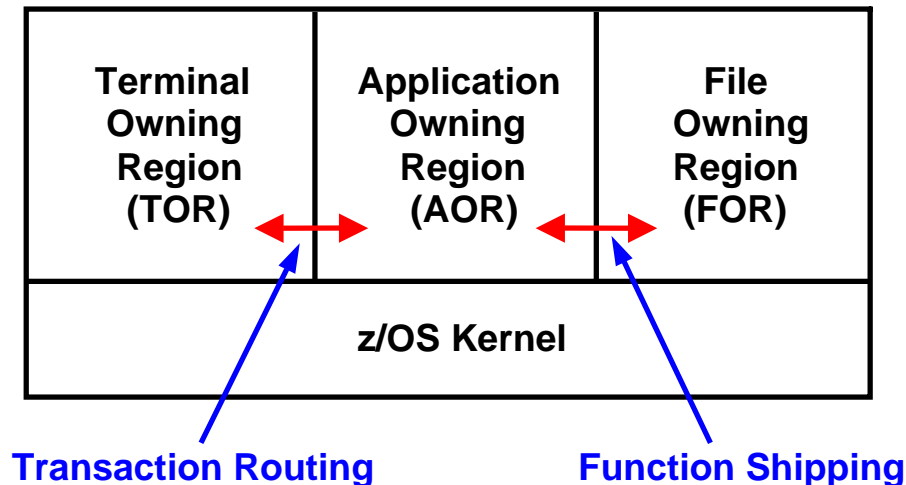 Terminal
Owning
Region
(TOR)
Application
Owning
Region
(AOR)
File
Owning
Region
(FOR)
z/OS Kernel
Transaction Routing
Function Shipping